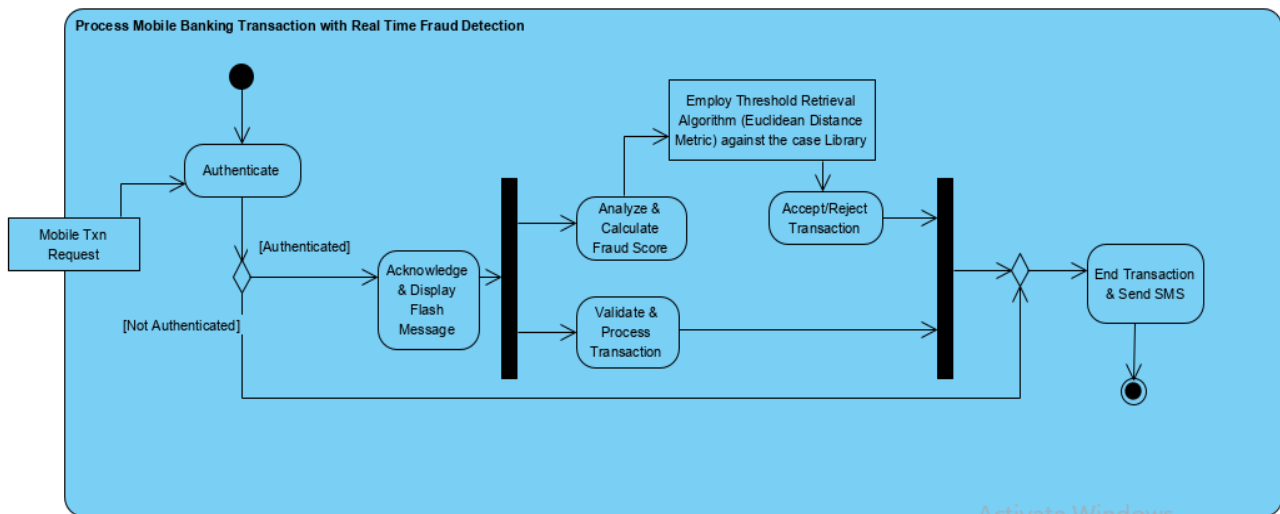 Process Mobile Banking Transaction with Real Time Fraud Detection
Employ Threshold Retrieval
Algorithm (Euclidean Distance
Metric) against the case Library
Authenticate
Mobile Txn
Request
[Authenticated]
[Not Authenticated]
Acknowledge
& Display
Flash
Message
Analyze &
Calculate
Fraud Score
Accept/Reject
Transaction
Validate &
Process
Transaction
End Transaction
& Send SMS
Activate Windows